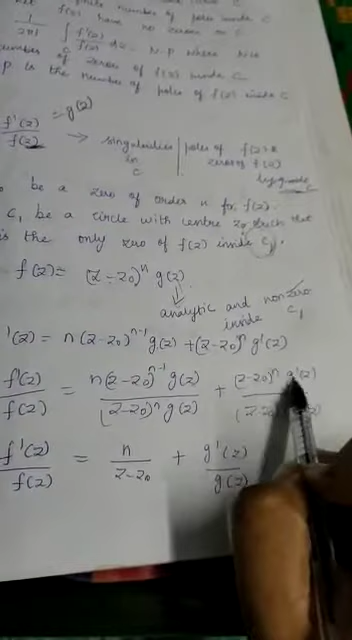 finite number of poles inside C
have no zeros on C
1/2πi ∫C f'(z)/f(z) dz = N-P where N is
number of zeros of f(z) inside C
P is the number of poles of f(z) inside C
f'(z)/f(z) = g(z)
→ singularities in C | poles of f(z) & zeros of f(z)
be a zero of order n for f(z).
C₁ be a circle with centre z₀ such that
is the only zero of f(z) inside C₁.
f(z) = (z-z₀)ⁿ g(z)
analytic and nonzero
inside C₁
'(z) = n(z-z₀)ⁿ⁻¹ g(z) + (z-z₀)ⁿ g'(z)
f'(z)/f(z) = n(z-z₀)ⁿ⁻¹ g(z)/(z-z₀)ⁿ g(z) + (z-z₀)ⁿ g'(z)/(z-z₀)
f'(z)/f(z) = n/z-z₀ + g'(z)/g(z)